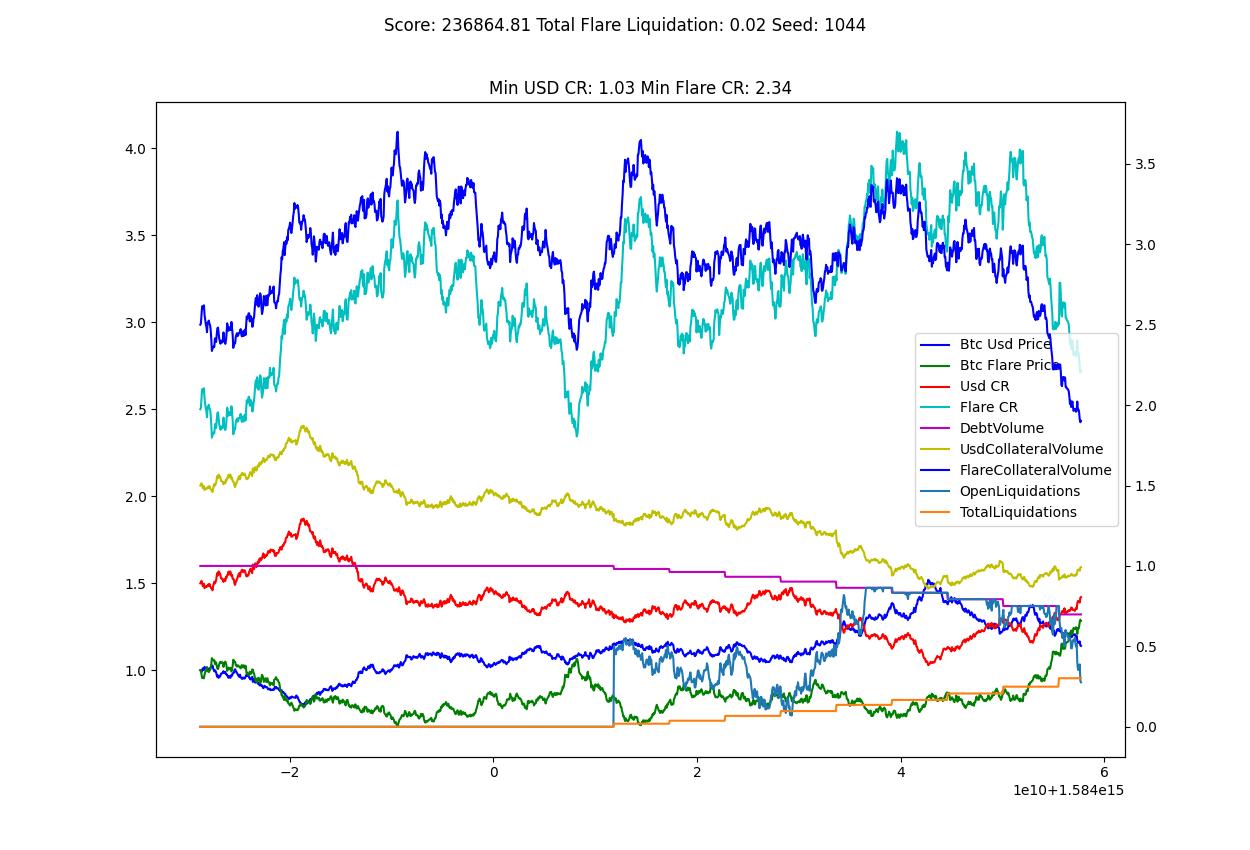 Score: 236864.81 Total Flare Liquidation: 0.02 Seed: 1044
Min USD CR: 1.03 Min Flare CR: 2.34
4.0
3.5
3.0
2.5
2.0
1.5
1.0
3.5
3.0
2.5
2.0
1.5
1.0
0.5
0.0
Btc Usd Price
Btc Flare Price
Usd CR
Flare CR
DebtVolume
UsdCollateralVolume
FlareCollateralVolume
OpenLiquidations
TotalLiquidations
−2 0 2 4 6
1e10+1.584e15